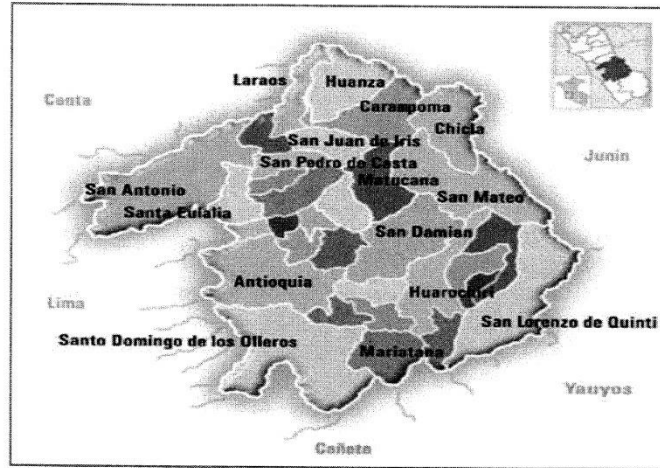 Laraos
Huanza
Canta
Carampoma
Chicla
San Juan de Iris
Junin
San Pedro de Casta
Matucana
San Antonio
San Mateo
Santa Eulalia
San Damian
Antioquia
Huarochiri
Lima
San Lorenzo de Quinti
Santo Domingo de los Olleros
Mariatana
Yauyos
Cañete